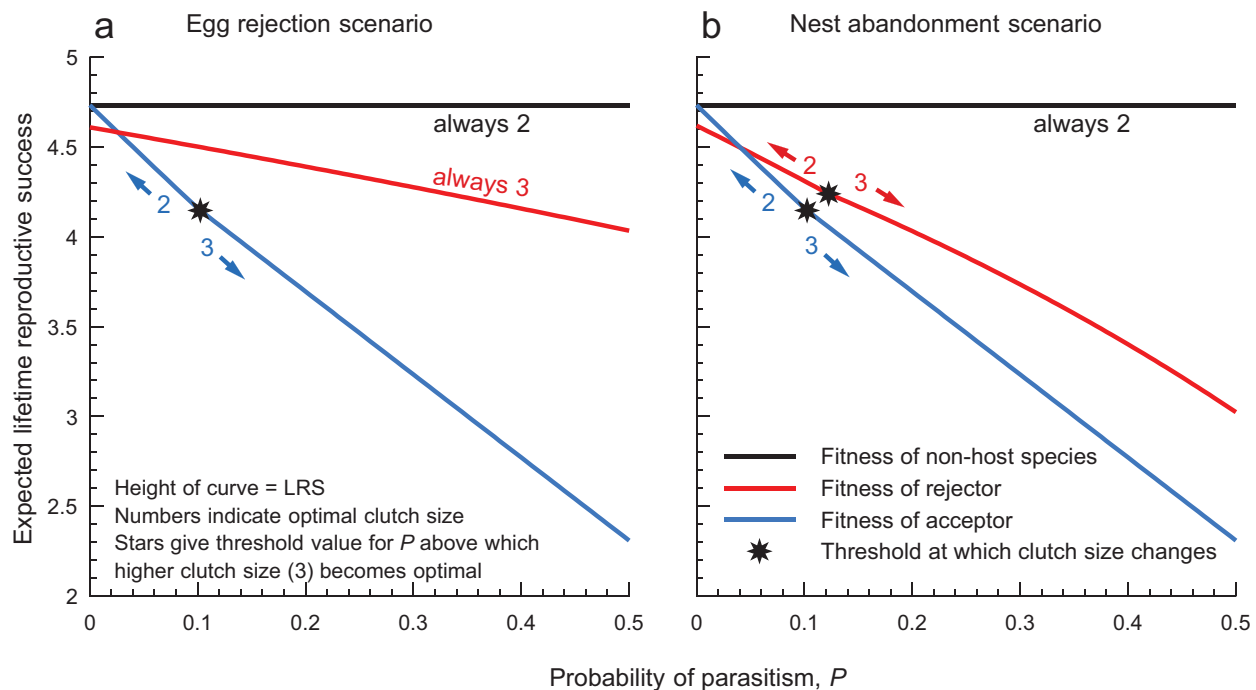 a Egg rejection scenario
b Nest abandonment scenario
Expected lifetime reproductive success
5
4.5
4
3.5
3
2.5
2
always 2
always 3
2
3
Height of curve = LRS
Numbers indicate optimal clutch size
Stars give threshold value for P above which
higher clutch size (3) becomes optimal
0 0.1 0.2 0.3 0.4 0.5
always 2
2
3
2
3
Fitness of non-host species
Fitness of rejector
Fitness of acceptor
Threshold at which clutch size changes
0 0.1 0.2 0.3 0.4 0.5
Probability of parasitism, P